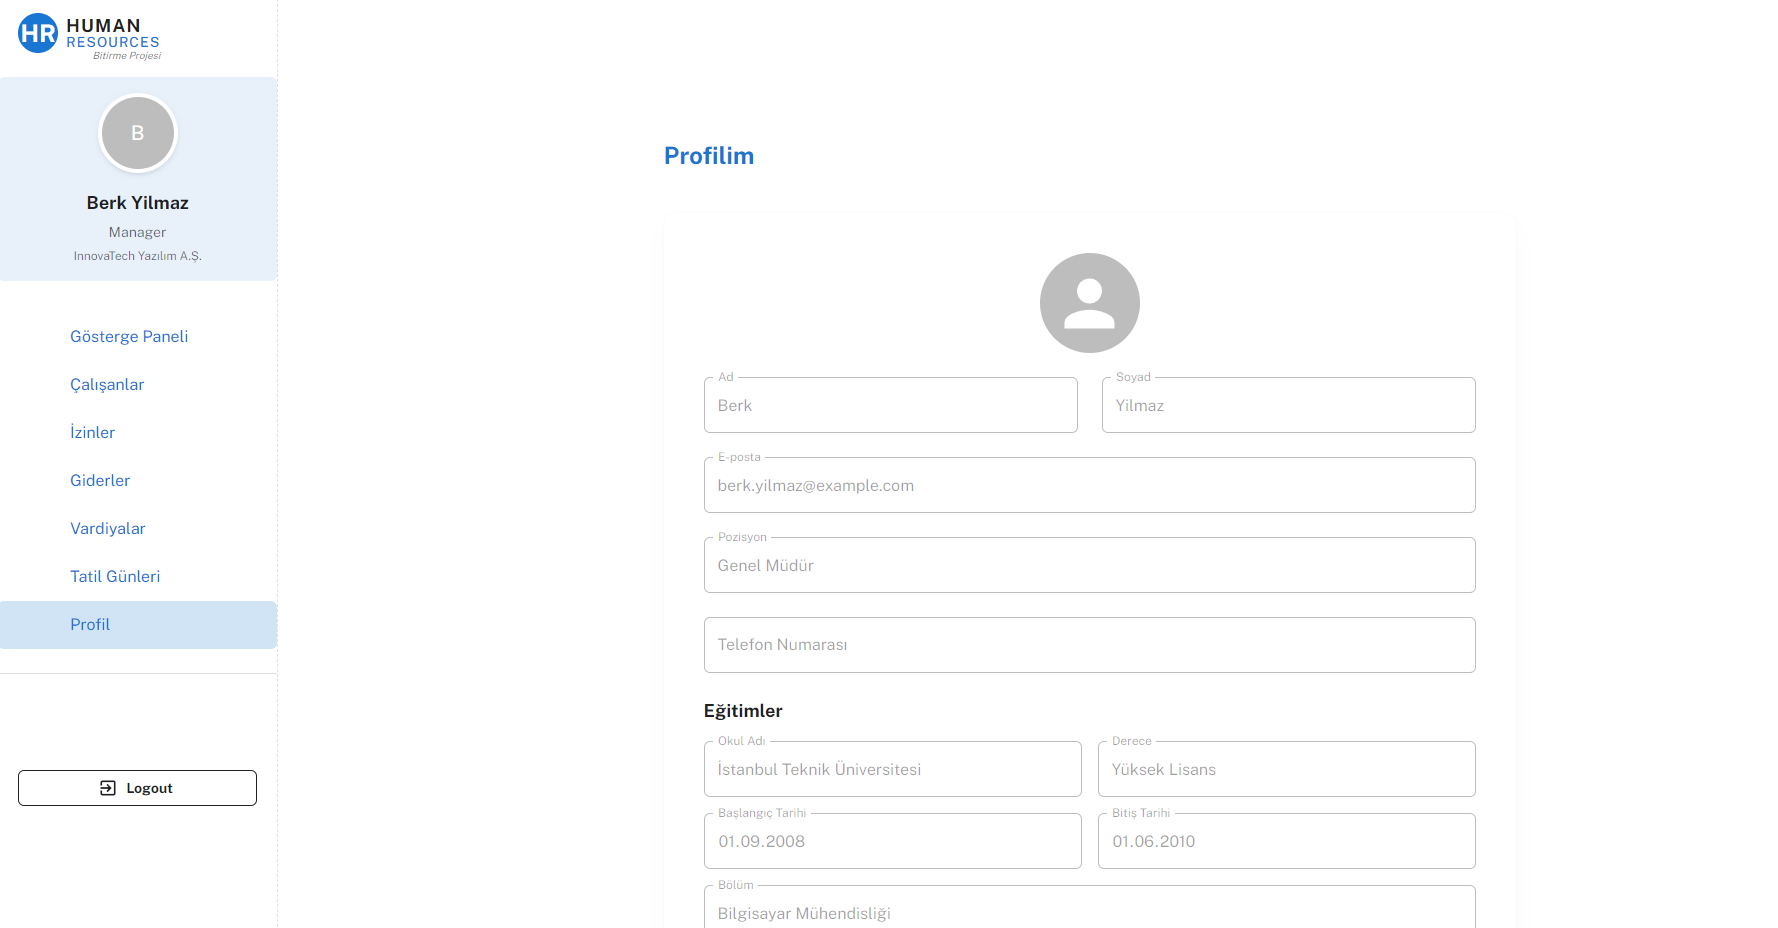 HR
HUMAN
RESOURCES
Bitirme Projesi
B
Berk Yilmaz
Manager
InnovaTech Yazılım A.Ş.
Gösterge Paneli
Çalışanlar
İzinler
Giderler
Vardiyalar
Tatil Günleri
Profil
Logout
Profilim
Ad
Berk
Soyad
Yilmaz
E-posta
berk.yilmaz@example.com
Pozisyon
Genel Müdür
Telefon Numarası
Eğitimler
Okul Adı
İstanbul Teknik Üniversitesi
Derece
Yüksek Lisans
Başlangıç Tarihi
01.09.2008
Bitiş Tarihi
01.06.2010
Bölüm
Bilgisayar Mühendisliği